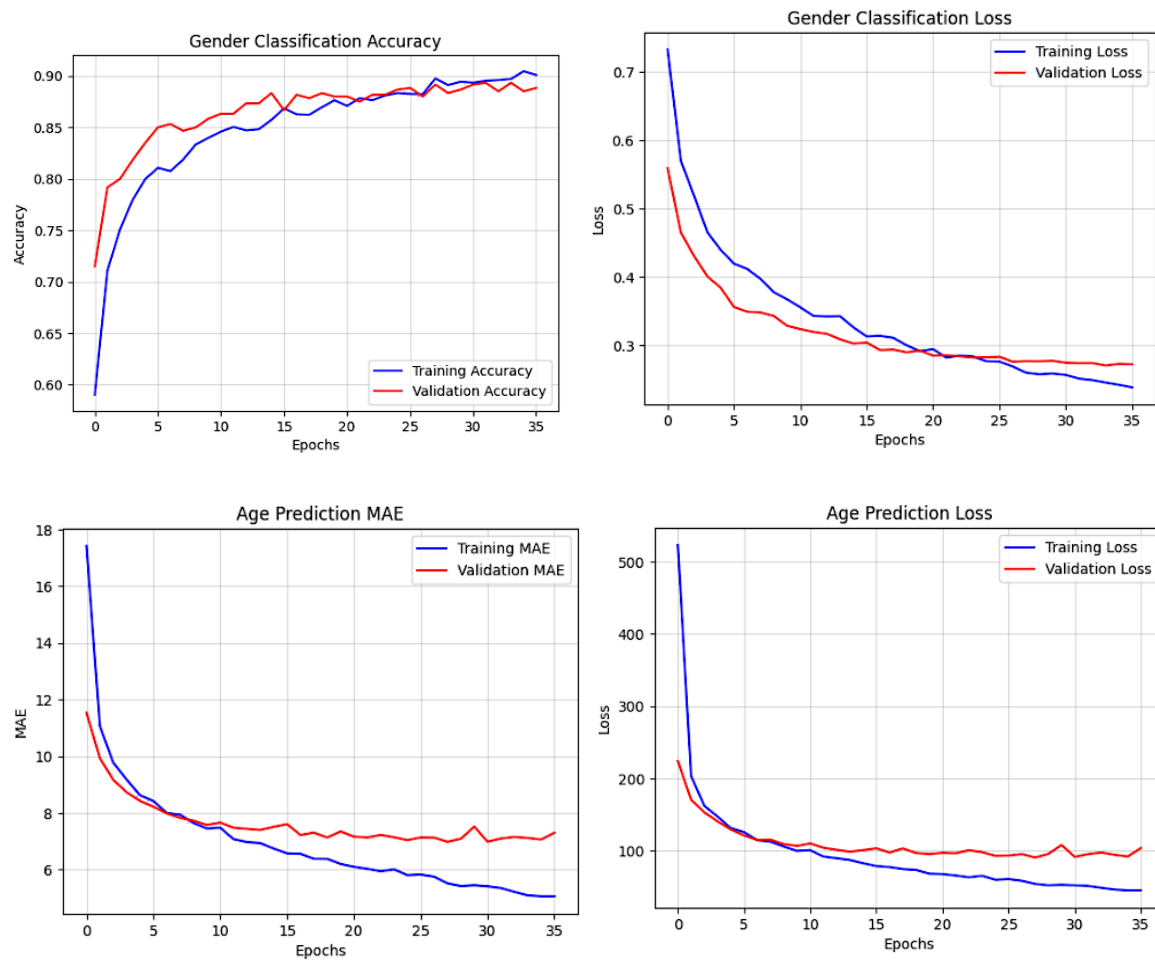 Gender Classification Accuracy
0.90
0.85
0.80
0.75
0.70
0.65
0.60
Accuracy
Training Accuracy
Validation Accuracy
0 5 10 15 20 25 30 35
Epochs
Gender Classification Loss
0.7
0.6
0.5
0.4
0.3
Loss
Training Loss
Validation Loss
0 5 10 15 20 25 30 35
Epochs
Age Prediction MAE
18
16
14
12
10
8
6
MAE
Training MAE
Validation MAE
0 5 10 15 20 25 30 35
Epochs
Age Prediction Loss
500
400
300
200
100
Loss
Training Loss
Validation Loss
0 5 10 15 20 25 30 35
Epochs